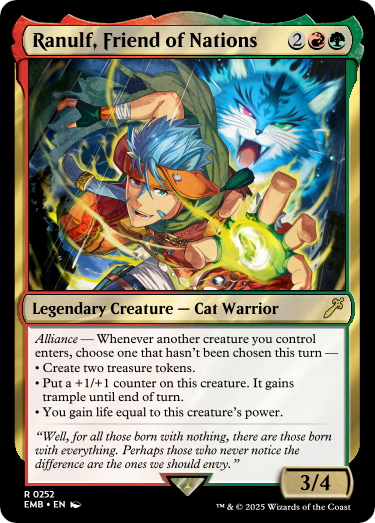 Ranulf, Friend of Nations 2
Legendary Creature — Cat Warrior
Alliance — Whenever another creature you control
enters, choose one that hasn't been chosen this turn —
• Create two treasure tokens.
• Put a +1/+1 counter on this creature. It gains
trample until end of turn.
• You gain life equal to this creature's power.
“Well, for all those born with nothing, there are those born
with everything. Perhaps those who never notice the
difference are the ones we should envy.”
3/4
R 0252
EMB • EN
™ & © 2025 Wizards of the Coast